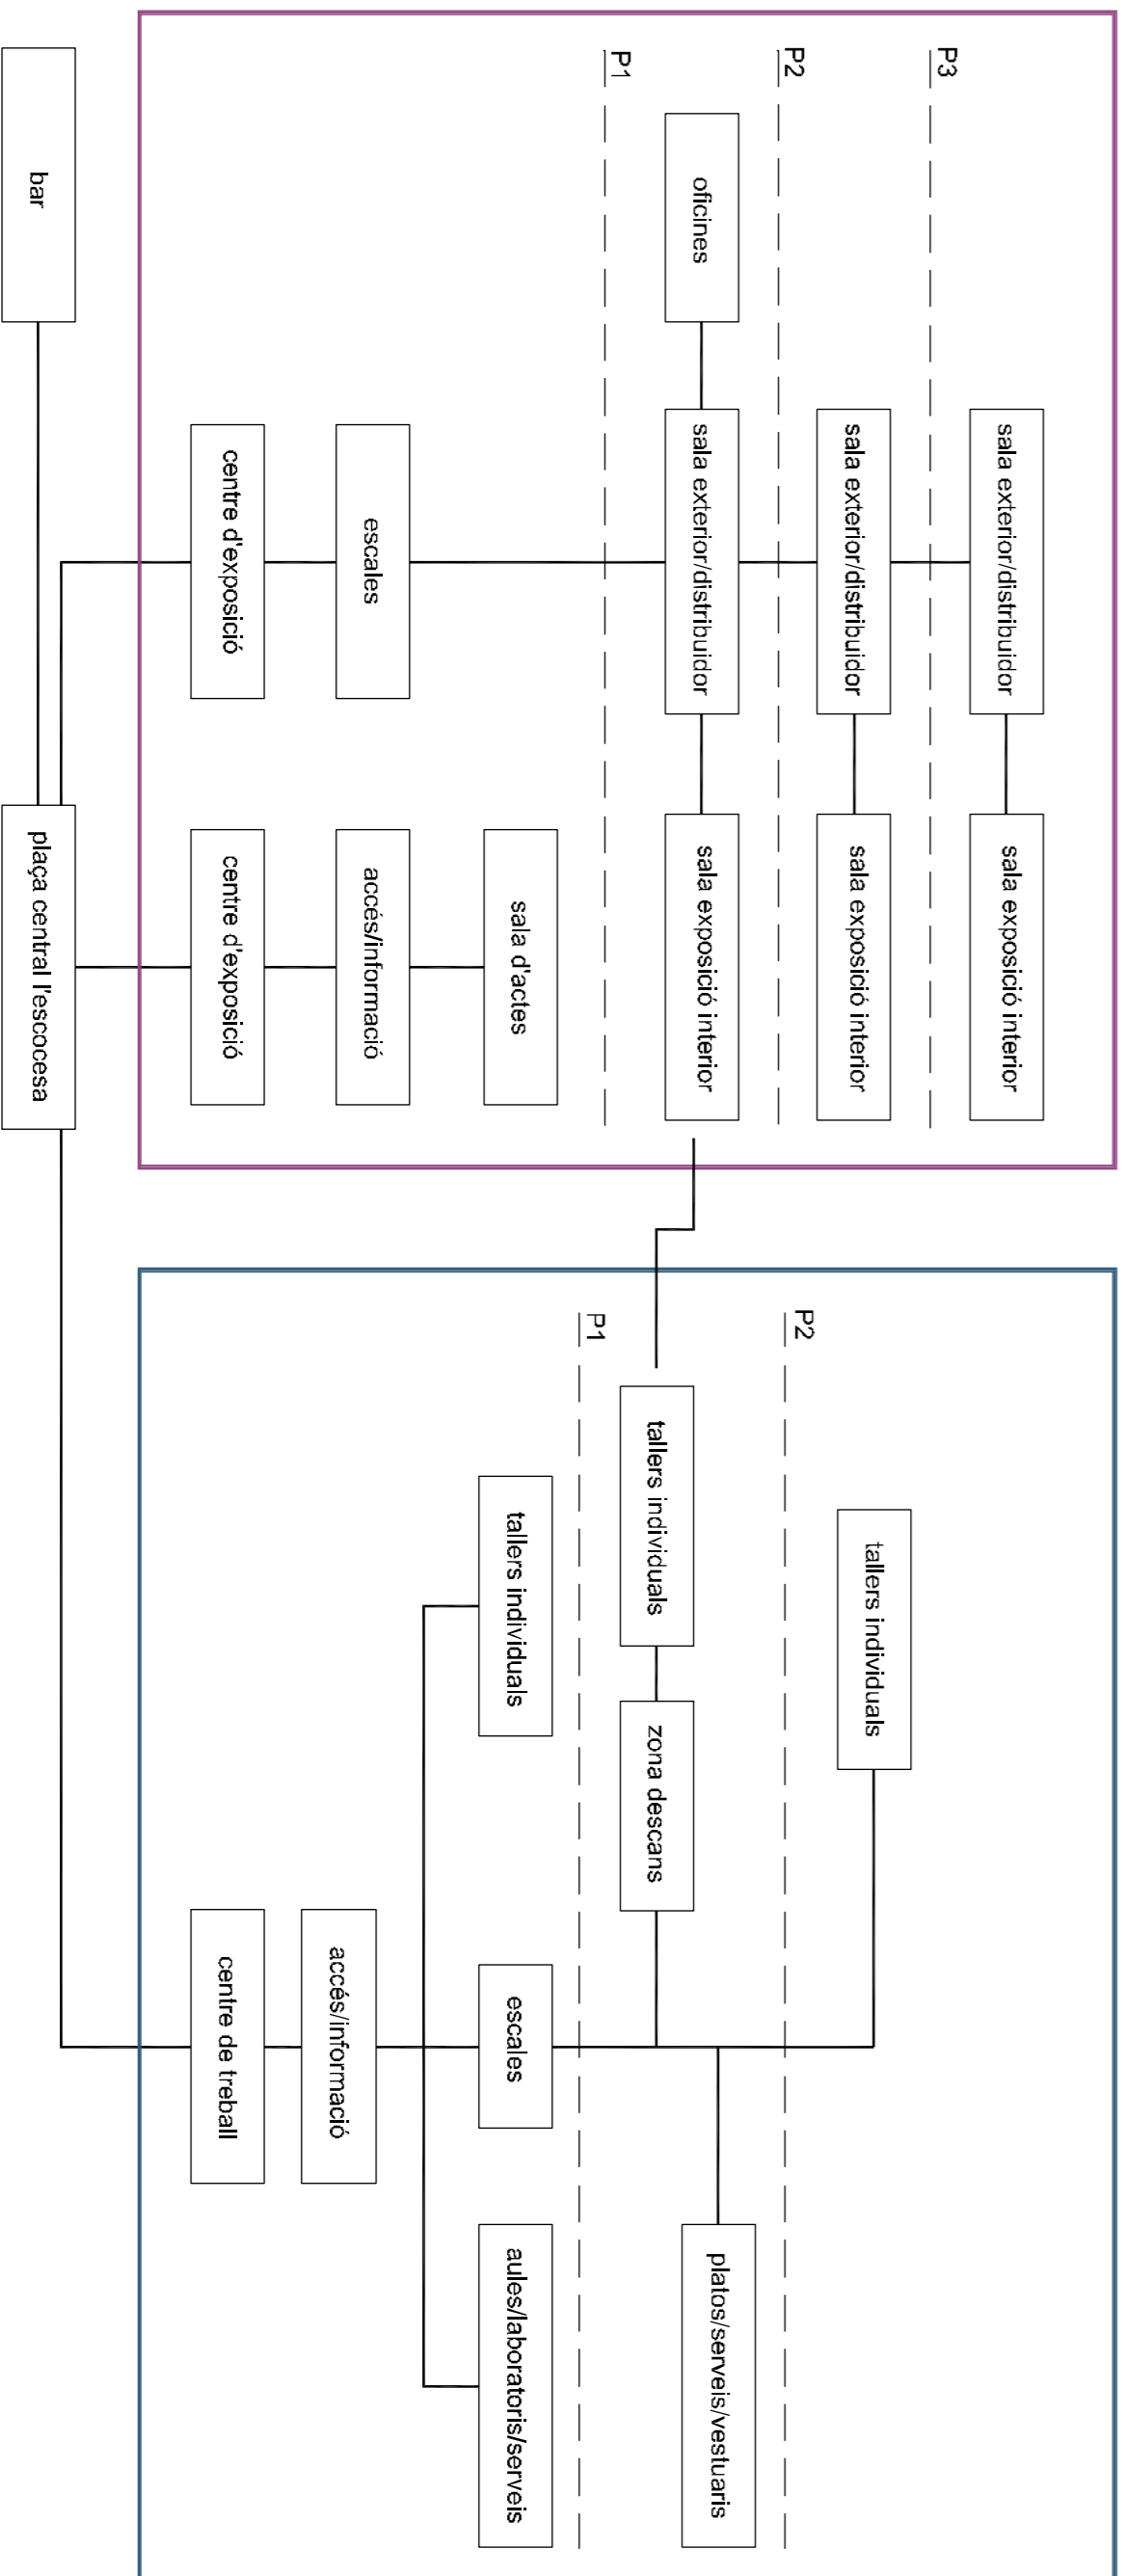 sala exterior/distribuidor
sala exposició interior
P3
sala exterior/distribuidor
sala exposició interior
P2
oficines
sala exterior/distribuidor
sala exposició interior
P1
sala d'actes
escales
accés/informació
centre d'exposició
centre d'exposició
tallers individuals
P2
platos/serveis/vestuaris
tallers individuals
zona descans
P1
tallers individuals
escales
aules/laboratoris/serveis
accés/informació
centre de treball
bar
plaça central l'escocesa